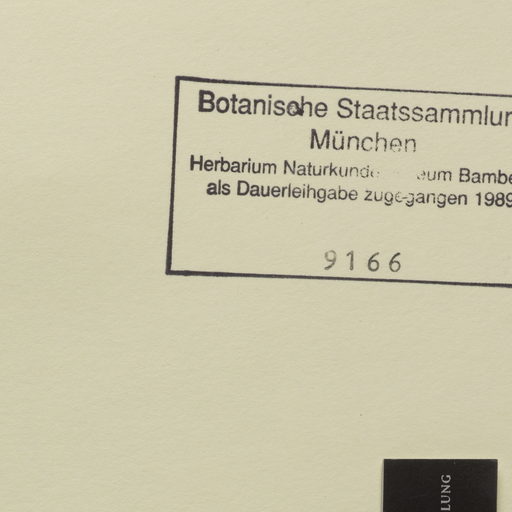 Botanische Staatssammlun
München
Herbarium Naturkunde eum Bambe
als Dauerleihgabe zugegangen 1989
9166
LUNG